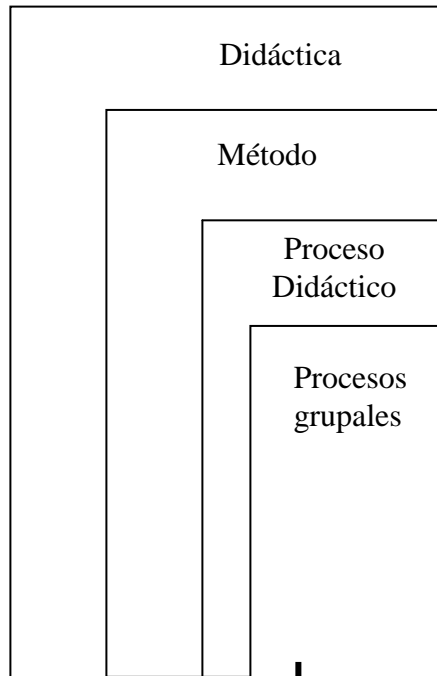 Didáctica
Método
Proceso
Didáctico
Procesos
grupales